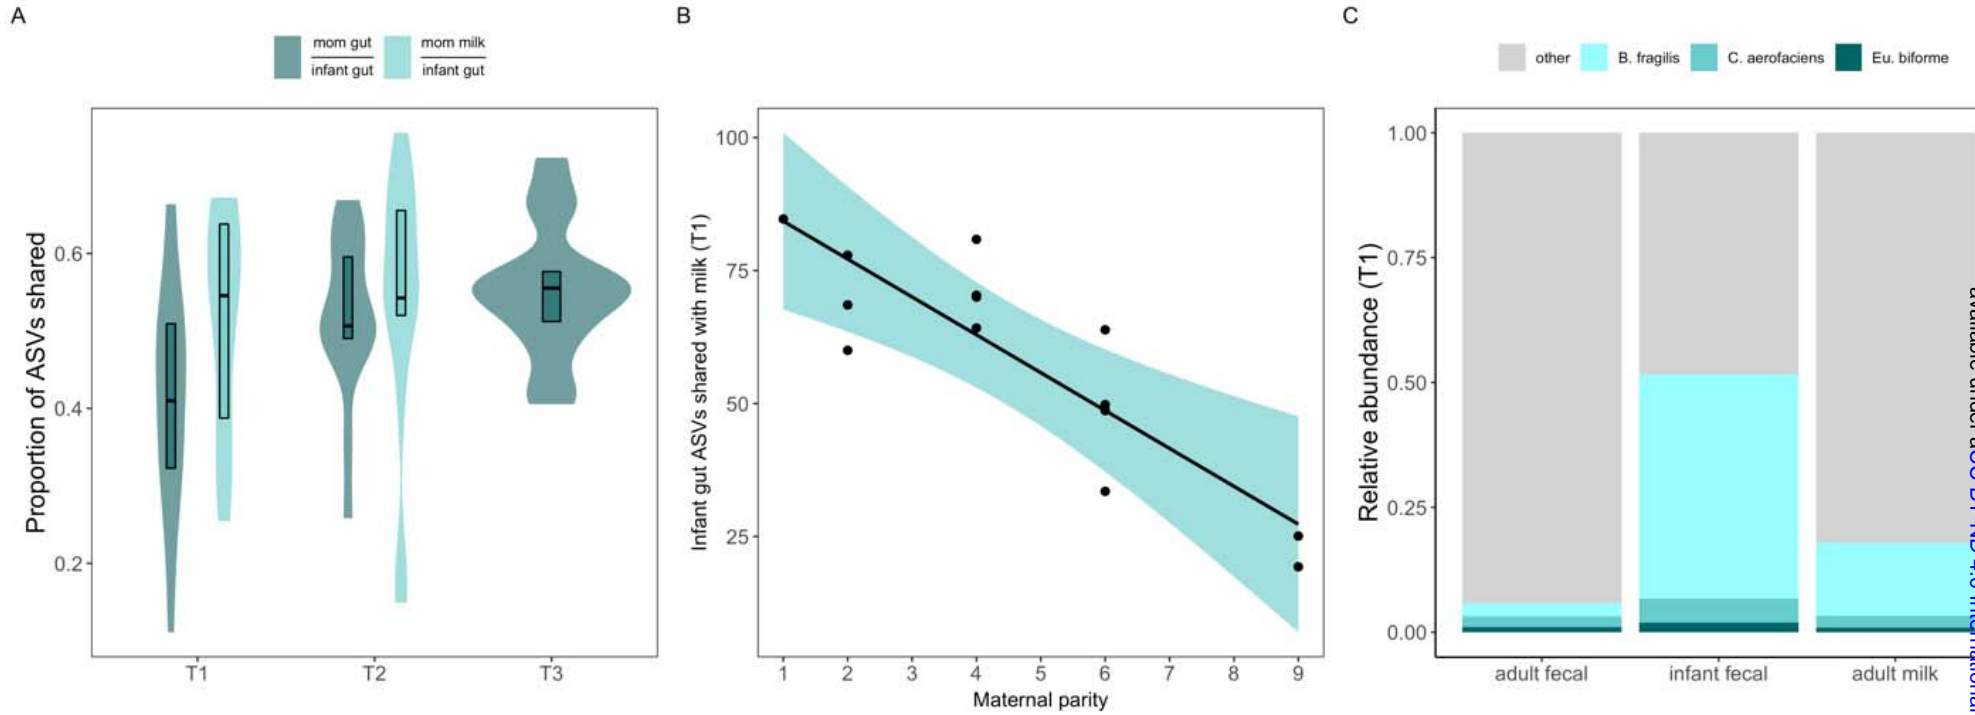 A
mom gut
infant gut
mom milk
infant gut
Proportion of ASVs shared
0.6
0.4
0.2
T1
T2
T3
B
Infant gut ASVs shared with milk (T1)
100
75
50
25
1 2 3 4 5 6 7 8 9
Maternal parity
C
other
B. fragilis
C. aerofaciens
Eu. biforme
Relative abundance (T1)
1.00
0.75
0.50
0.25
0.00
adult fecal
infant fecal
adult milk